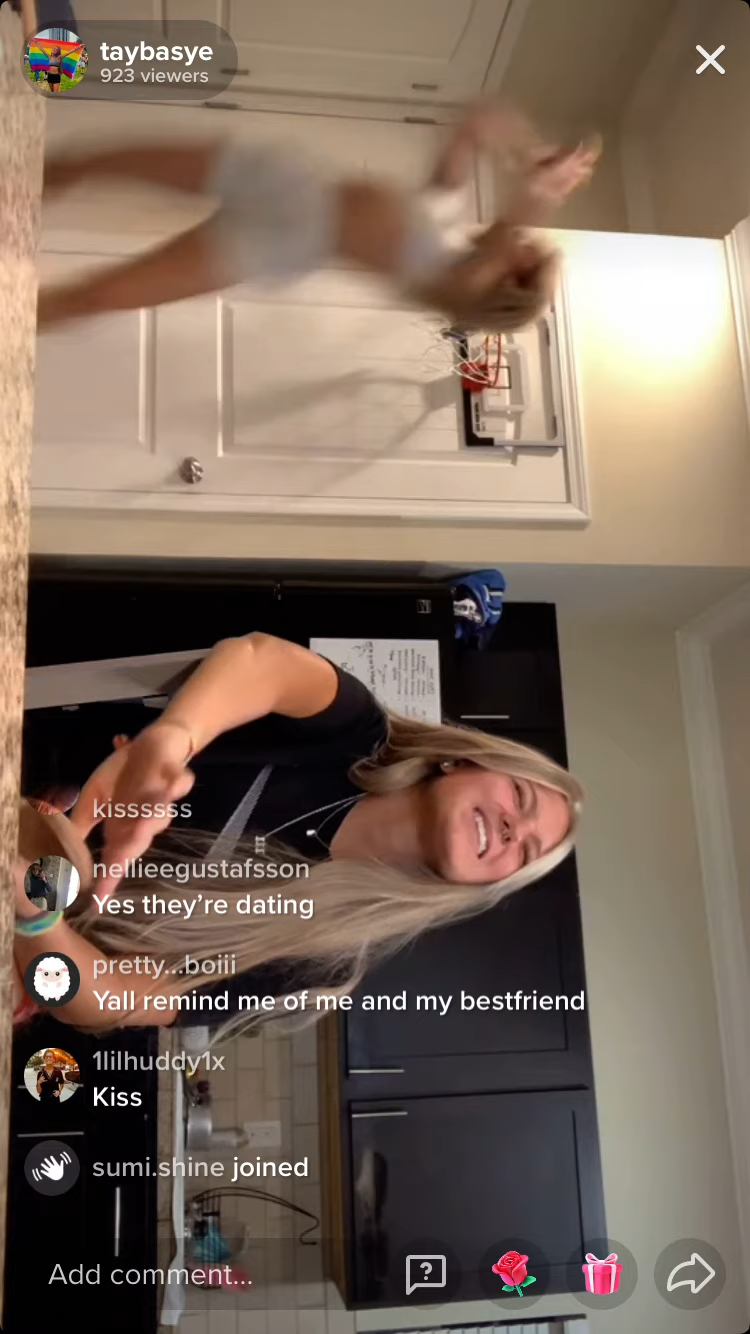 taybasye
923 viewers
kissssss
nellieegustafsson
Yes they're dating
pretty...boiii
Yall remind me of me and my bestfriend
1lilhuddy1x
Kiss
sumi.shine joined
Add comment...